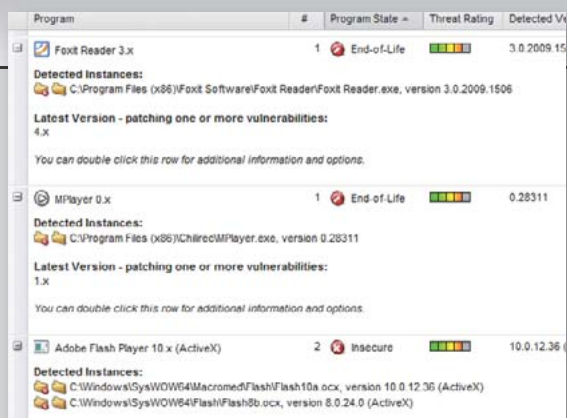 Program # Program State Threat Rating Detected Ve
Foxit Reader 3.x 1 End-of-Life 3.0.2009.15
Detected Instances:
C:\Program Files (x86)\Foxit Software\Foxit Reader\Foxit Reader.exe, version 3.0.2009.1506
Latest Version - patching one or more vulnerabilities:
4.x
You can double click this row for additional information and options.
MPlayer 0.x 1 End-of-Life 0.28311
Detected Instances:
C:\Program Files (x86)\Chilirec\MPlayer.exe, version 0.28311
Latest Version - patching one or more vulnerabilities:
1.x
You can double click this row for additional information and options.
Adobe Flash Player 10.x (ActiveX) 2 Insecure 10.0.12.36 (
Detected Instances:
C:\Windows\SysWOW64\Macromed\Flash\Flash10a.ocx, version 10.0.12.36 (ActiveX)
C:\Windows\SysWOW64\Flash\Flash8b.ocx, version 8.0.24.0 (ActiveX)